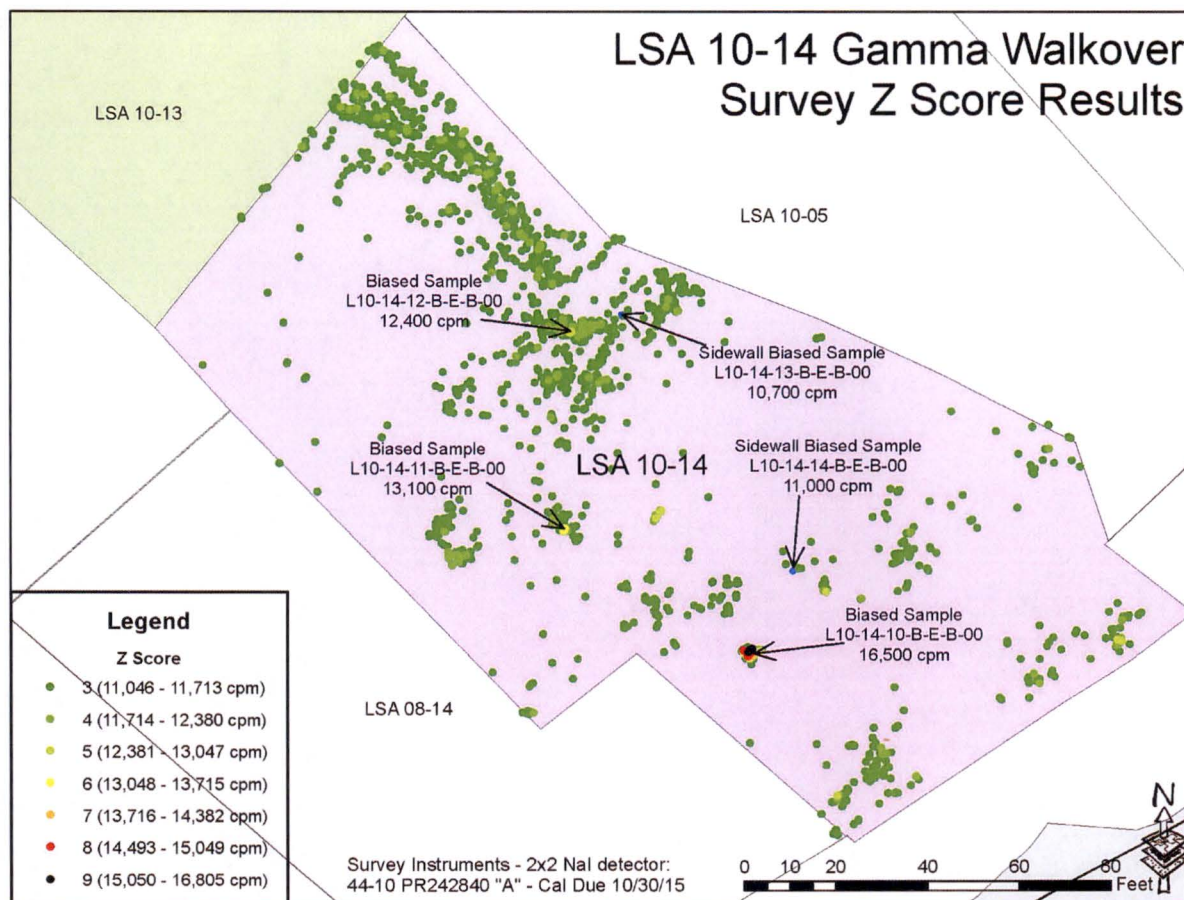 LSA 10-14 Gamma Walkover
Survey Z Score Results
LSA 10-13
LSA 10-05
Biased Sample
L10-14-12-B-E-B-00
12,400 cpm
Sidewall Biased Sample
L10-14-13-B-E-B-00
10,700 cpm
Biased Sample
L10-14-11-B-E-B-00
13,100 cpm
LSA 10-14
Sidewall Biased Sample
L10-14-14-B-E-B-00
11,000 cpm
Biased Sample
L10-14-10-B-E-B-00
16,500 cpm
LSA 08-14
Legend
Z Score
3 (11,046 - 11,713 cpm)
4 (11,714 - 12,380 cpm)
5 (12,381 - 13,047 cpm)
6 (13,048 - 13,715 cpm)
7 (13,716 - 14,382 cpm)
8 (14,493 - 15,049 cpm)
9 (15,050 - 16,805 cpm)
Survey Instruments - 2x2 NaI detector:
44-10 PR242840 "A" - Cal Due 10/30/15
N
0 10 20 40 60 80
Feet